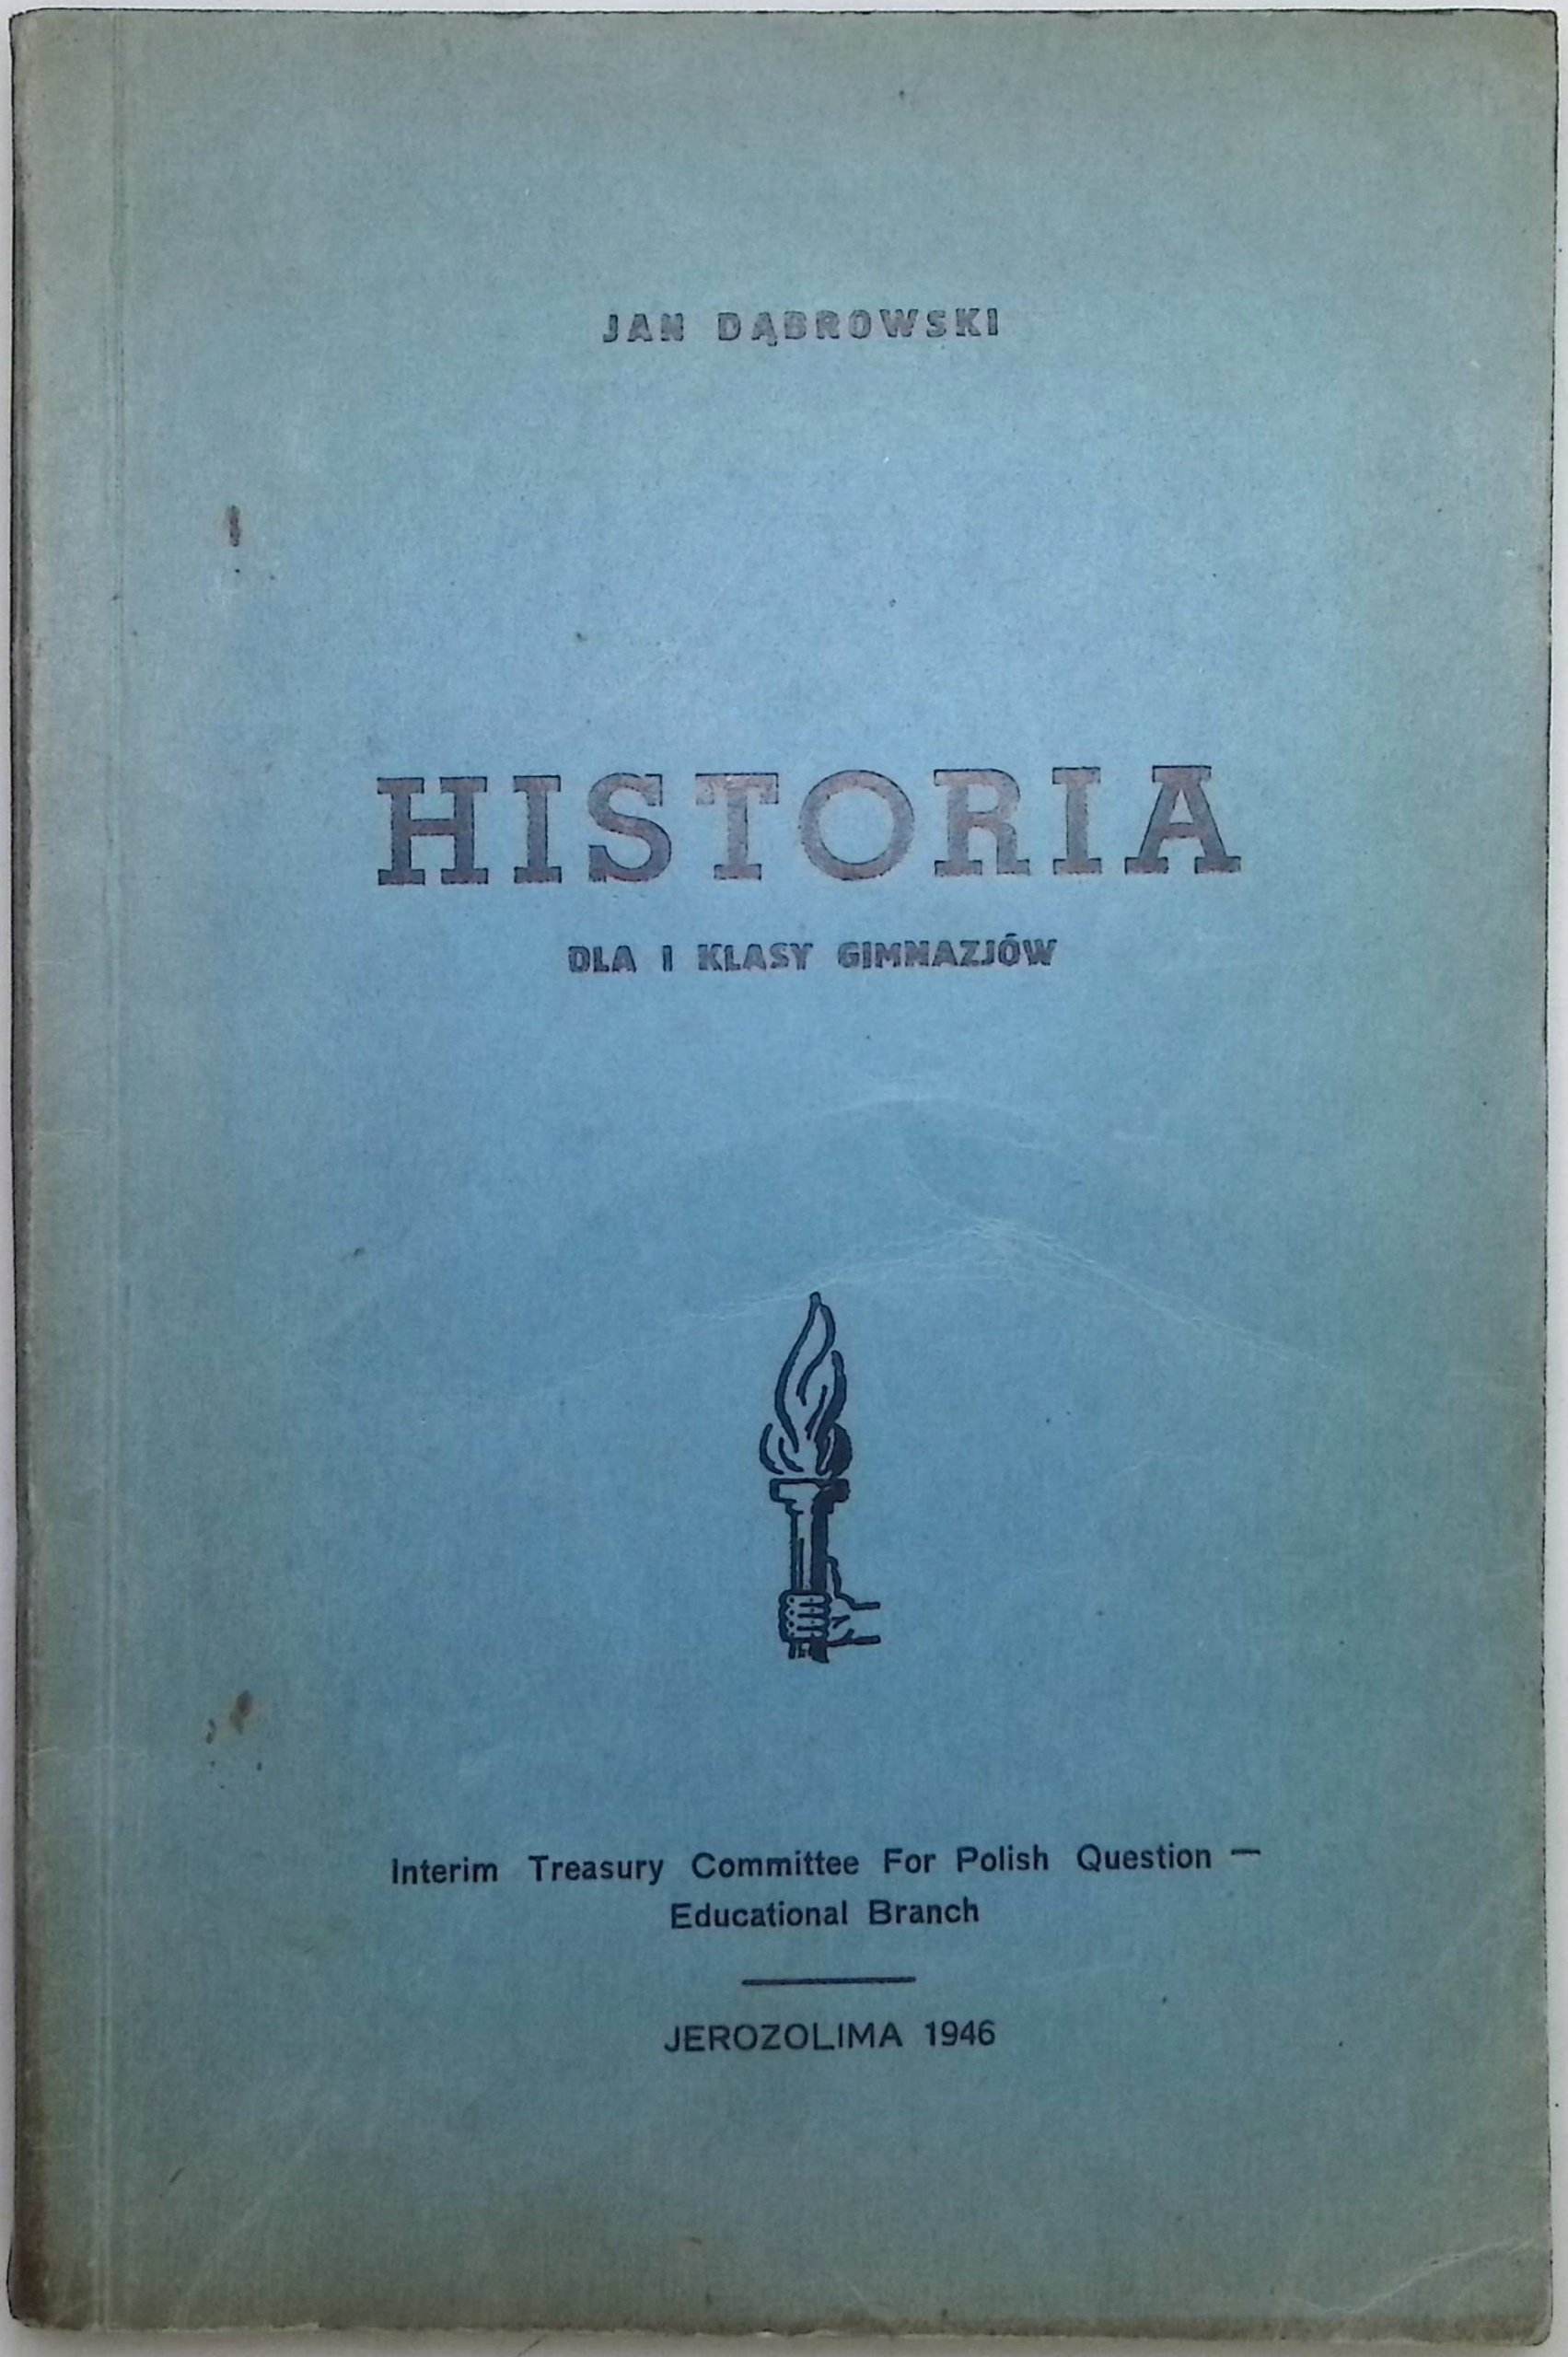 JAN DĄBROWSKI
HISTORIA
DLA I KLASY GIMNAZJÓW
Interim Treasury Committee For Polish Question —
Educational Branch
JEROZOLIMA 1946